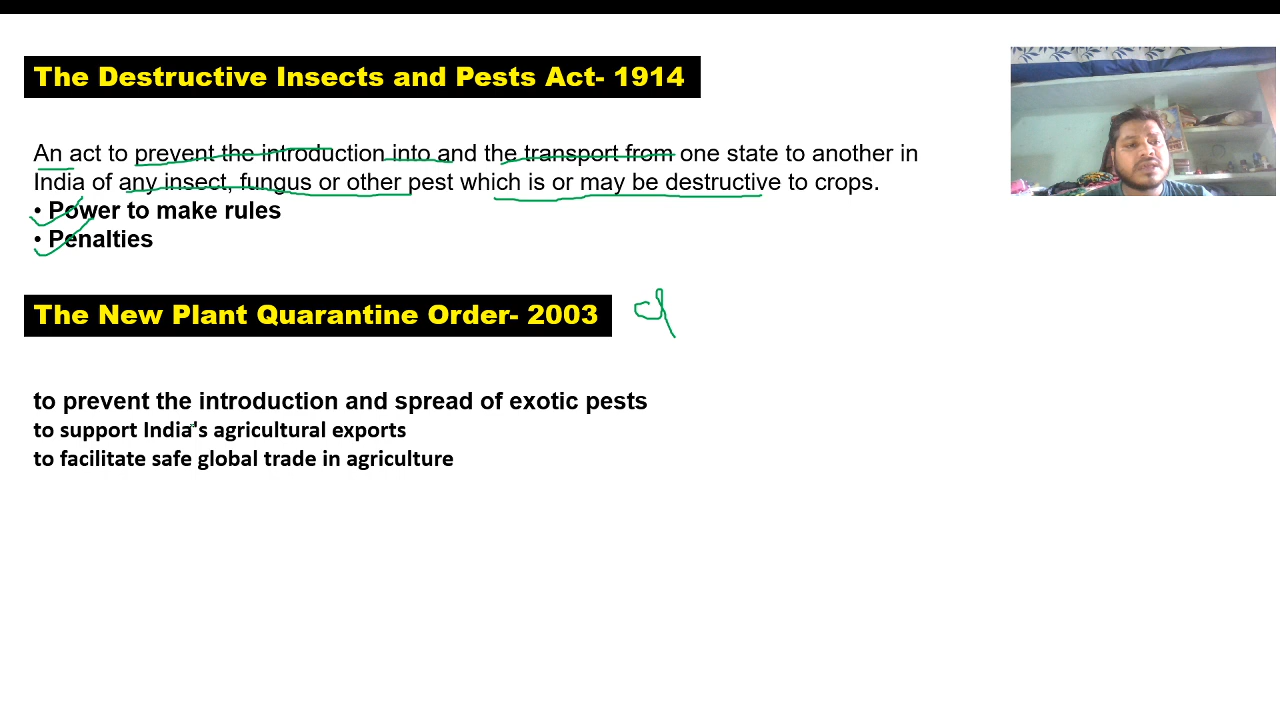 The Destructive Insects and Pests Act- 1914
An act to prevent the introduction into and the transport from one state to another in
India of any insect, fungus or other pest which is or may be destructive to crops.
• Power to make rules
• Penalties
The New Plant Quarantine Order- 2003
to prevent the introduction and spread of exotic pests
to support India's agricultural exports
to facilitate safe global trade in agriculture